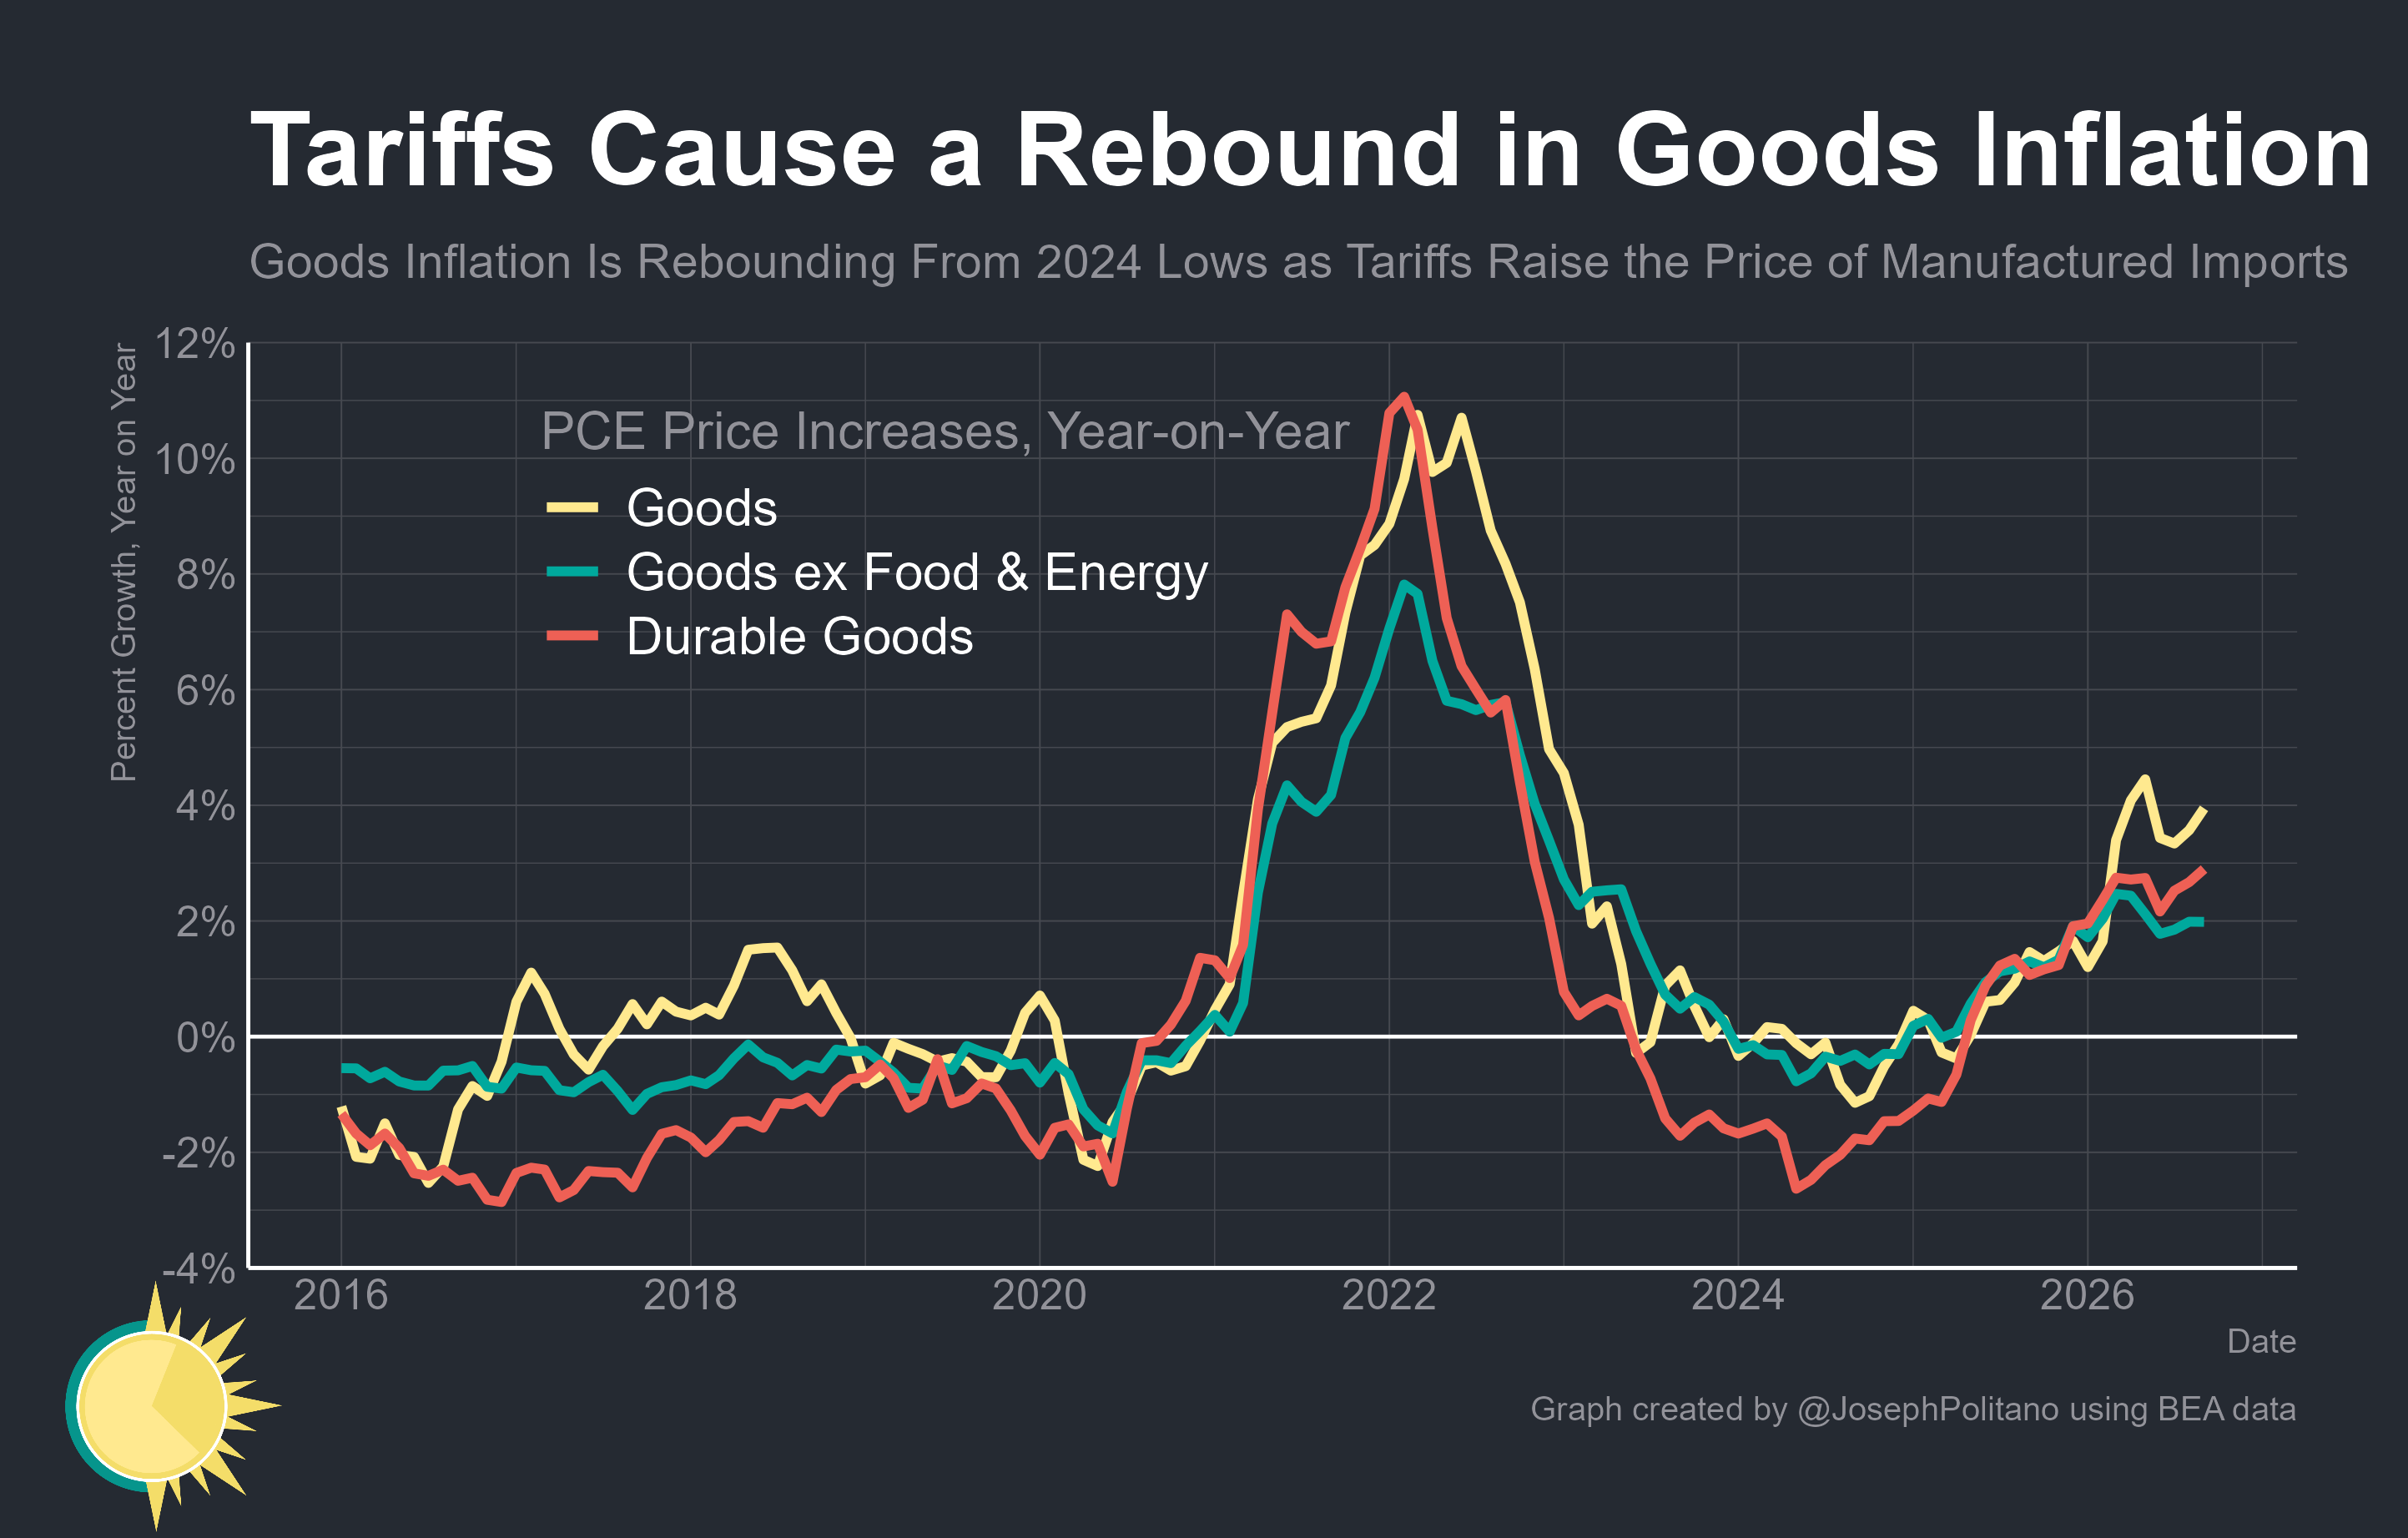 Tariffs Cause a Rebound in Goods Inflation
Goods Inflation Is Rebounding From 2024 Lows as Tariffs Raise the Price of Manufactured Imports
Percent Growth, Year on Year
12%
10%
8%
6%
4%
2%
0%
-2%
-4%
PCE Price Increases, Year-on-Year
Goods
Goods ex Food & Energy
Durable Goods
2016 2018 2020 2022 2024 2026
Date
Graph created by @JosephPolitano using BEA data